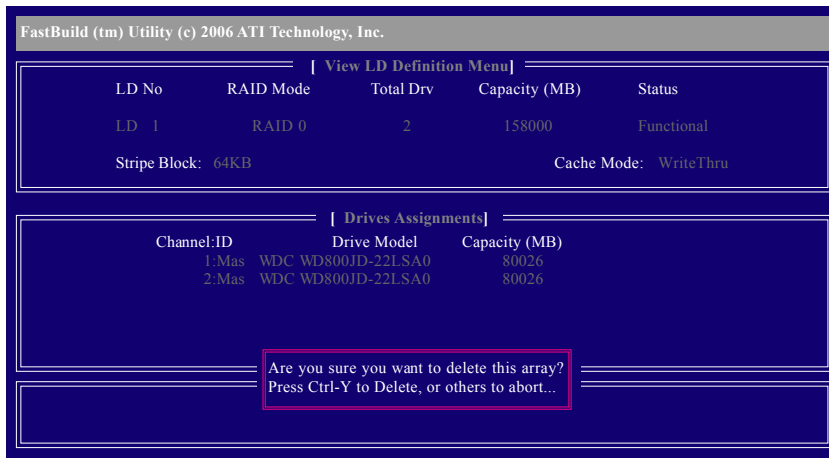 FastBuild (tm) Utility (c) 2006 ATI Technology, Inc.
[ View LD Definition Menu]
LD No RAID Mode Total Drv Capacity (MB) Status
LD 1 RAID 0 2 158000 Functional
Stripe Block: 64KB Cache Mode: WriteThru
[ Drives Assignments]
Channel:ID Drive Model Capacity (MB)
1:Mas WDC WD800JD-22LSA0 80026
2:Mas WDC WD800JD-22LSA0 80026
Are you sure you want to delete this array?
Press Ctrl-Y to Delete, or others to abort...